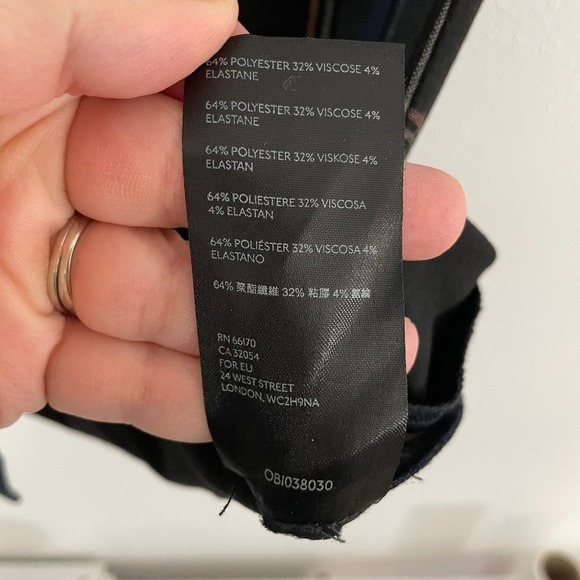 64% POLYESTER 32% VISCOSE 4%
ELASTANE
64% POLYESTER 32% VISCOSE 4%
ELASTANE
64% POLYESTER 32% VISKOSE 4%
ELASTAN
64% POLIESTERE 32% VISCOSA
4% ELASTAN
64% POLIÉSTER 32% VISCOSA 4%
ELASTANO
64% 聚酯纖維 32% 粘膠 4% 氨綸
RN 66170
CA 32054
FOR EU
24 WEST STREET
LONDON, WC2H9NA
OB1038030